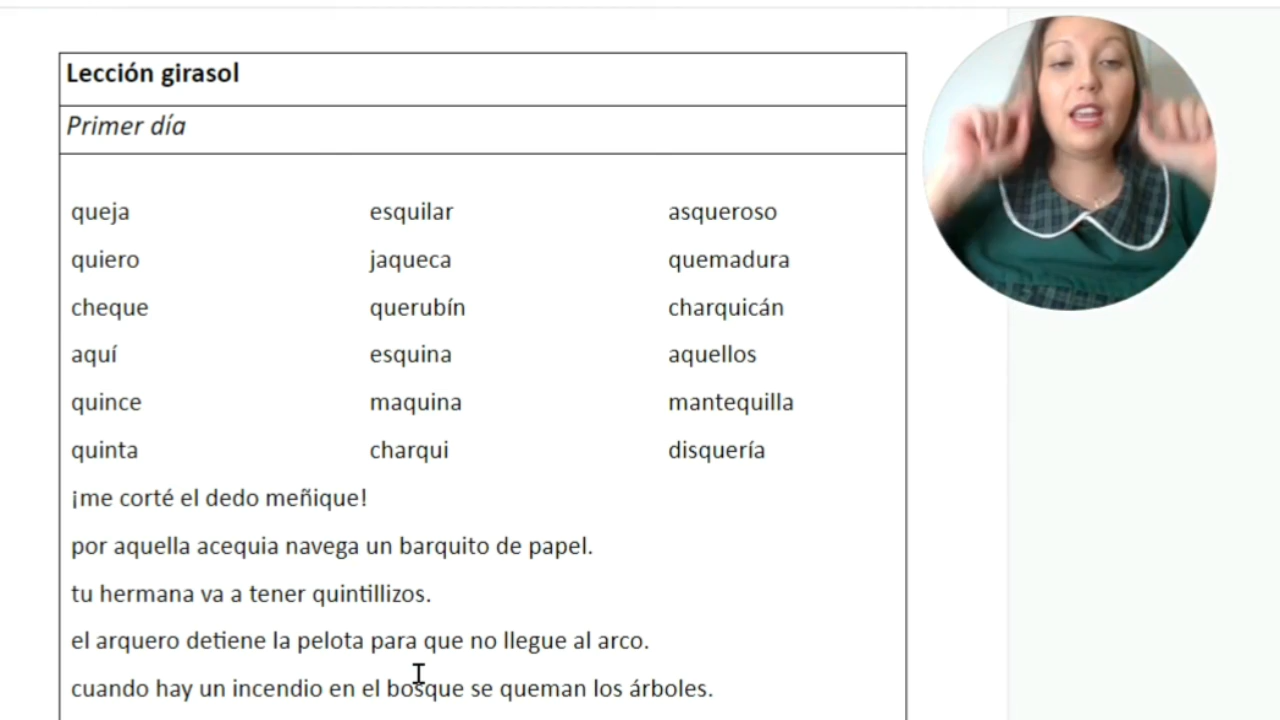 Lección girasol
Primer día
queja esquilar asqueroso
quiero jaqueca quemadura
cheque querubín charquicán
aquí esquina aquellos
quince maquina mantequilla
quinta charqui disquería
¡me corté el dedo meñique!
por aquella acequia navega un barquito de papel.
tu hermana va a tener quintillizos.
el arquero detiene la pelota para que no llegue al arco.
cuando hay un incendio en el bosque se queman los árboles.